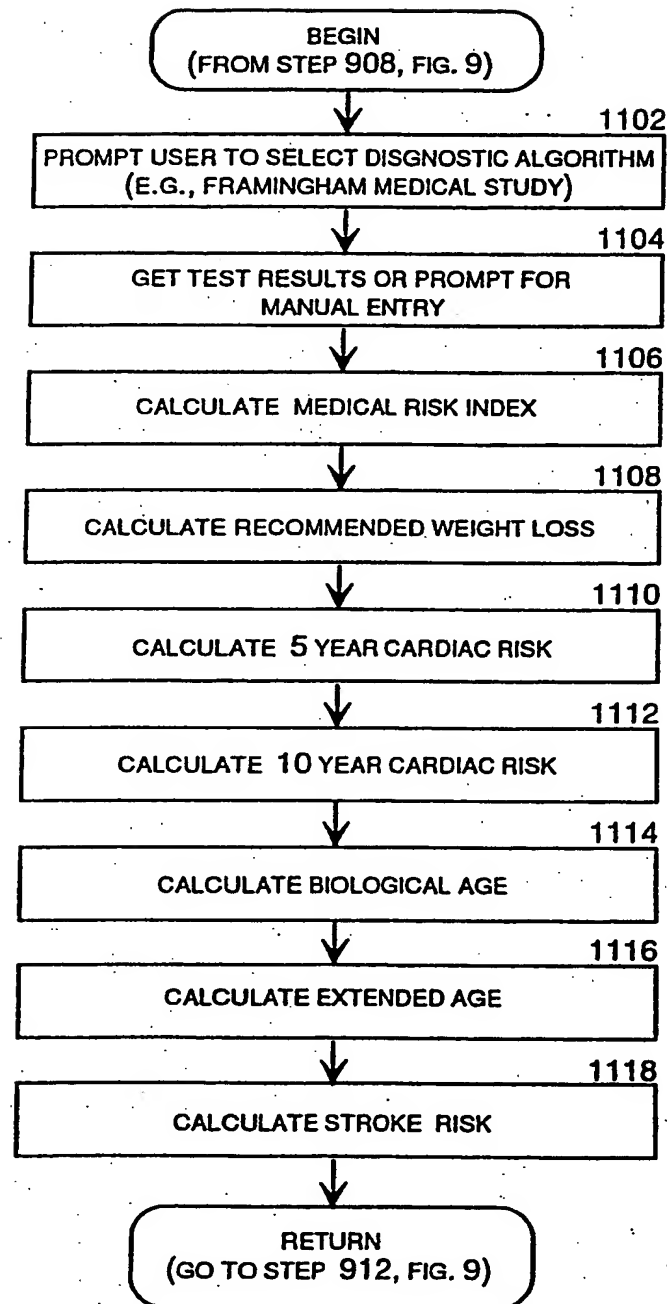 BEGIN
(FROM STEP 908, FIG. 9)
1102
PROMPT USER TO SELECT DISGNOSTIC ALGORITHM
(E.G., FRAMINGHAM MEDICAL STUDY)
1104
GET TEST RESULTS OR PROMPT FOR
MANUAL ENTRY
1106
CALCULATE MEDICAL RISK INDEX
1108
CALCULATE RECOMMENDED WEIGHT LOSS
1110
CALCULATE 5 YEAR CARDIAC RISK
1112
CALCULATE 10 YEAR CARDIAC RISK
1114
CALCULATE BIOLOGICAL AGE
1116
CALCULATE EXTENDED AGE
1118
CALCULATE STROKE RISK
RETURN
(GO TO STEP 912, FIG. 9)